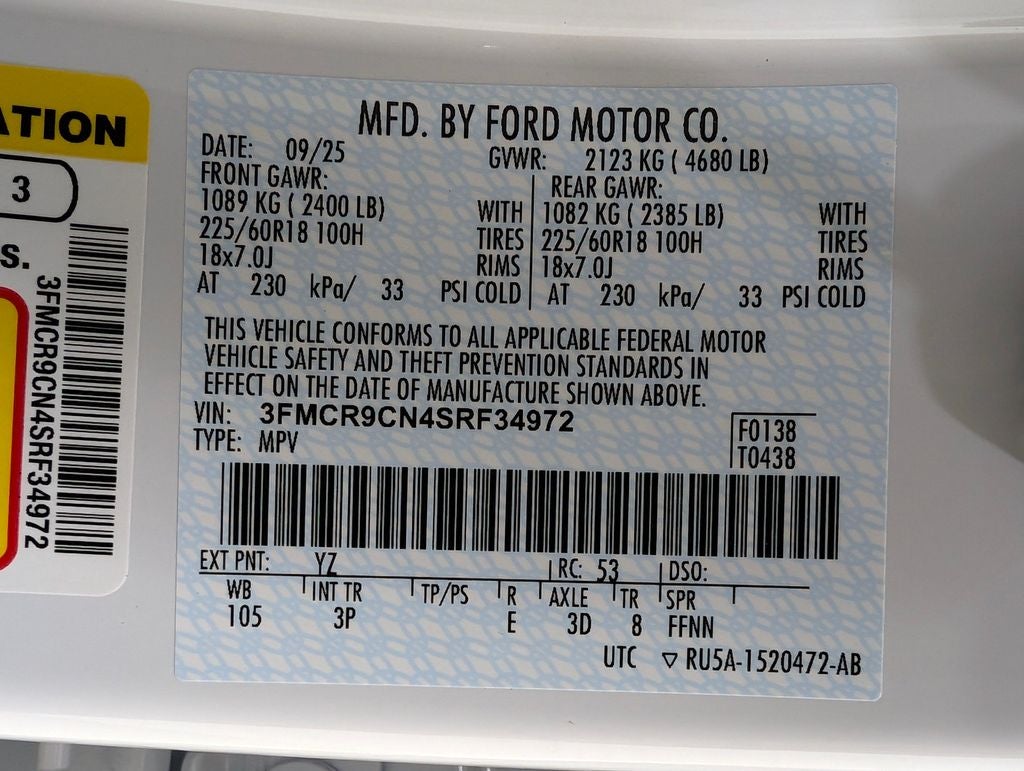 ATION
3
S.
3FMCR9CN4SRF34972
MFD. BY FORD MOTOR CO.
DATE: 09/25 GVWR: 2123 KG ( 4680 LB)
FRONT GAWR: REAR GAWR:
1089 KG ( 2400 LB) WITH 1082 KG ( 2385 LB) WITH
225/60R18 100H TIRES 225/60R18 100H TIRES
18x7.0J RIMS 18x7.0J RIMS
AT 230 kPa/ 33 PSI COLD AT 230 kPa/ 33 PSI COLD
THIS VEHICLE CONFORMS TO ALL APPLICABLE FEDERAL MOTOR
VEHICLE SAFETY AND THEFT PREVENTION STANDARDS IN
EFFECT ON THE DATE OF MANUFACTURE SHOWN ABOVE.
VIN: 3FMCR9CN4SRF34972
TYPE: MPV
F0138
T0438
EXT PNT: YZ RC: 53 DSO:
WB INT TR TP/PS R AXLE TR SPR
105 3P E 3D 8 FFNN
UTC ▽ RU5A-1520472-AB